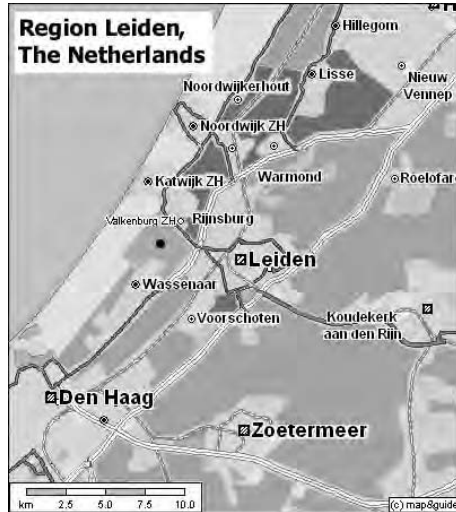 Region Leiden,
The Netherlands
Hillegom
Lisse
Nieuw
Vennep
Noordwijkerhout
Noordwijk ZH
Warmond
Roelofar
Katwijk ZH
Valkenburg ZH
Rijnsburg
Leiden
Wassenaar
Voorschoten
Koudekerk
aan den Rijn
Den Haag
Zoetermeer
km 2.5 5.0 7.5 10.0
(c) map&guide